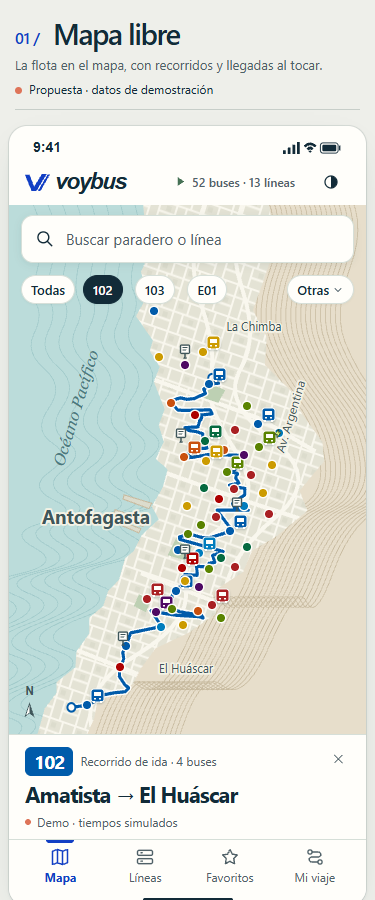 01 / Mapa libre
La flota en el mapa, con recorridos y llegadas al tocar.
Propuesta · datos de demostración
9:41
voybus
52 buses · 13 líneas
Buscar paradero o línea
Todas
102
103
E01
Otras
La Chimba
Océano Pacífico
Av. Argentina
Antofagasta
El Huáscar
N
102 Recorrido de ida · 4 buses
Amatista → El Huáscar
Demo · tiempos simulados
Mapa
Líneas
Favoritos
Mi viaje